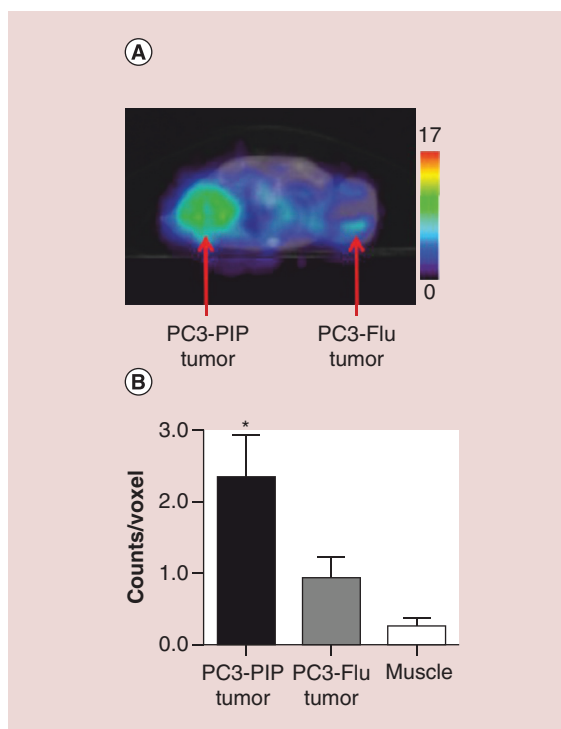 A
17
0
PC3-PIP tumor
PC3-Flu tumor
B
Counts/voxel
3.0
*
2.0
1.0
0.0
PC3-PIP tumor
PC3-Flu tumor
Muscle